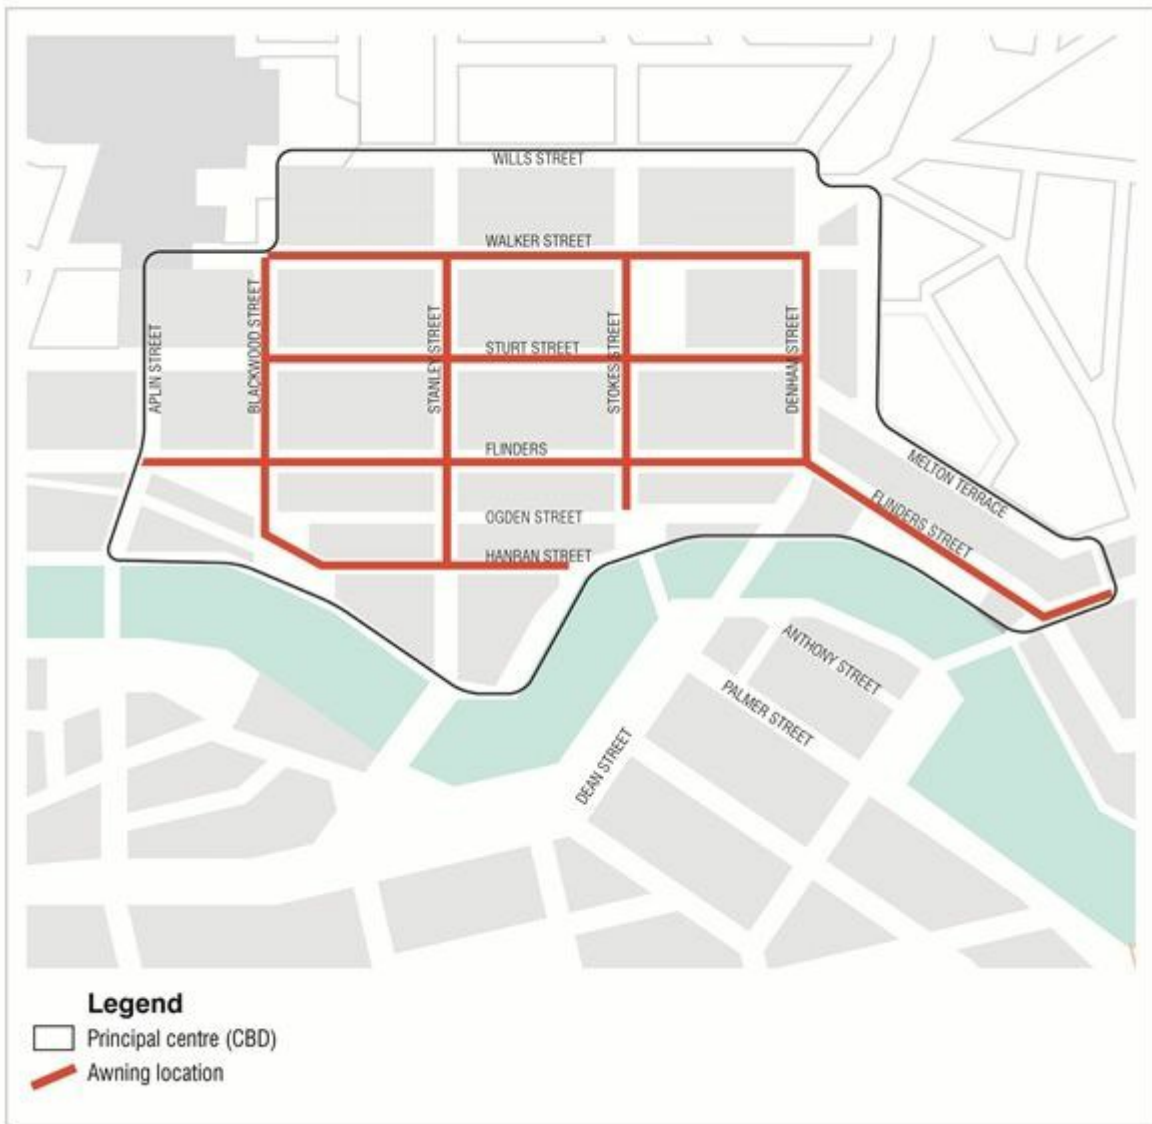 WILLS STREET
WALKER STREET
APLIN STREET
BLACKWOOD STREET
STANLEY STREET
STURT STREET
STOKES STREET
DENHAM STREET
FLINDERS
MELTON TERRACE
FLINDERS STREET
OGDEN STREET
HANRAN STREET
ANTHONY STREET
PALMER STREET
DEAN STREET
Legend
Principal centre (CBD)
Awning location